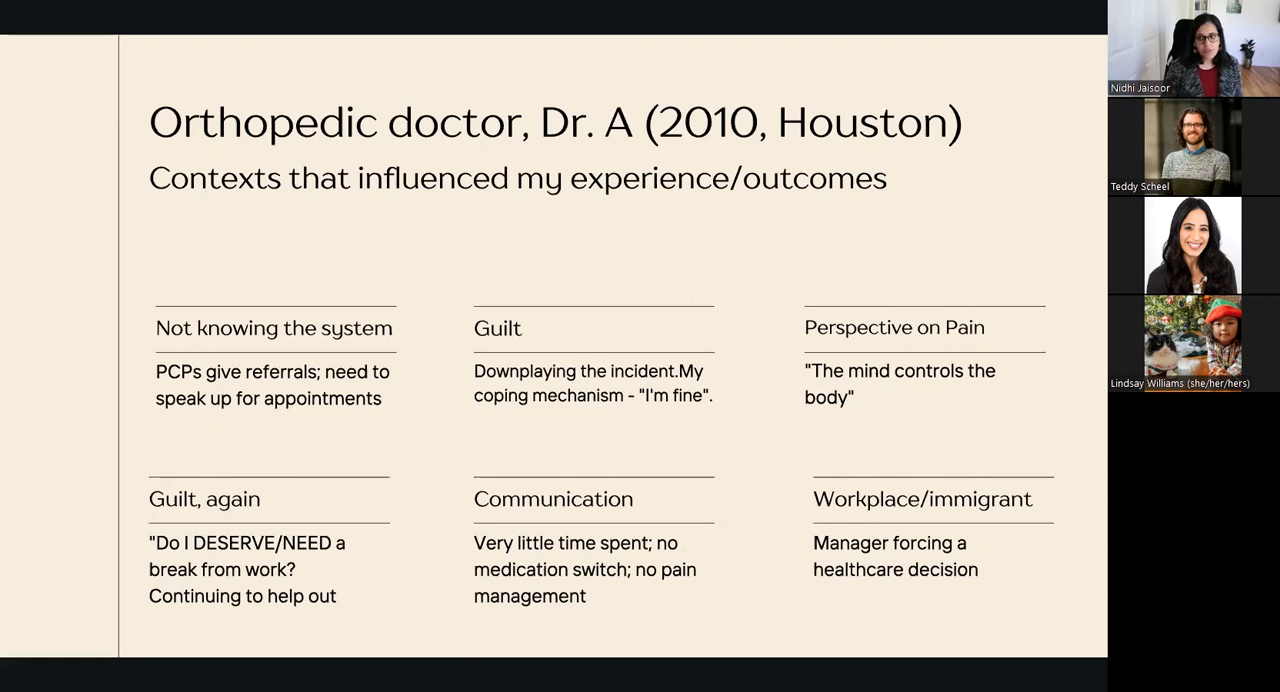 Orthopedic doctor, Dr. A (2010, Houston)
Contexts that influenced my experience/outcomes
Not knowing the system
PCPs give referrals; need to
speak up for appointments
Guilt
Downplaying the incident.My
coping mechanism - "I'm fine".
Perspective on Pain
"The mind controls the
body"
Guilt, again
"Do I DESERVE/NEED a
break from work?
Continuing to help out
Communication
Very little time spent; no
medication switch; no pain
management
Workplace/immigrant
Manager forcing a
healthcare decision
Nidhi Jaisoor
Teddy Scheel
Lindsay Williams (she/her/hers)